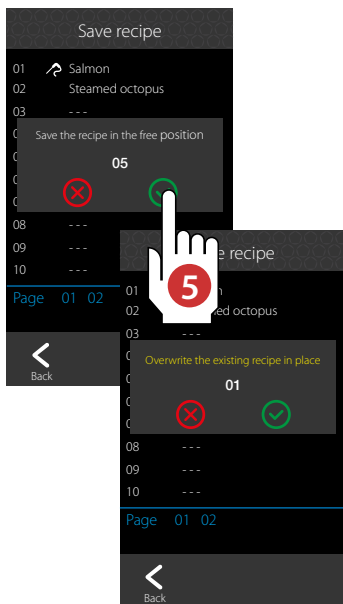 Save recipe
01 Salmon
02 Steamed octopus
03 ---
Save the recipe in the free position
05
08 ---
09 ---
10 ---
Page 01 02
Back
5
recipe
01
02 octopus
03
Overwrite the existing recipe in place
01
08 ---
09 ---
10 ---
Page 01 02
Back